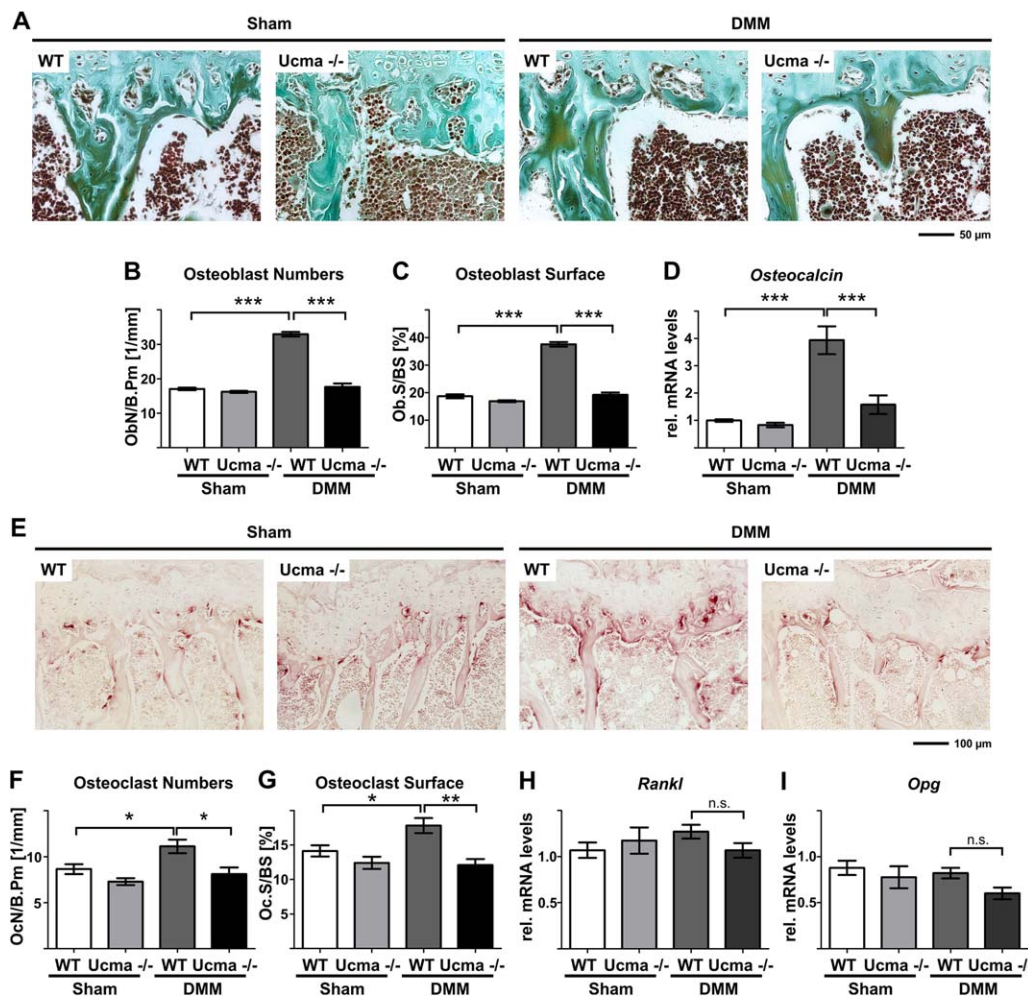 A
Sham
DMM
WT
Ucma -/-
WT
Ucma -/-
50 µm
B
Osteoblast Numbers
ObN/B.Pm [1/mm]
30
20
10
***
***
WT Ucma -/- WT Ucma -/-
Sham
DMM
C
Osteoblast Surface
Ob.S/BS [%]
40
20
***
***
WT Ucma -/- WT Ucma -/-
Sham
DMM
D
Osteocalcin
rel. mRNA levels
4
2
1
***
***
WT Ucma -/- WT Ucma -/-
Sham
DMM
E
Sham
DMM
WT
Ucma -/-
WT
Ucma -/-
100 µm
F
Osteoclast Numbers
OcN/B.Pm [1/mm]
10
5
*
*
WT Ucma -/- WT Ucma -/-
Sham
DMM
G
Osteoclast Surface
Oc.S/BS [%]
15
10
5
*
**
WT Ucma -/- WT Ucma -/-
Sham
DMM
H
Rankl
rel. mRNA levels
1.0
0.5
n.s.
WT Ucma -/- WT Ucma -/-
Sham
DMM
I
Opg
rel. mRNA levels
1.0
0.5
n.s.
WT Ucma -/- WT Ucma -/-
Sham
DMM